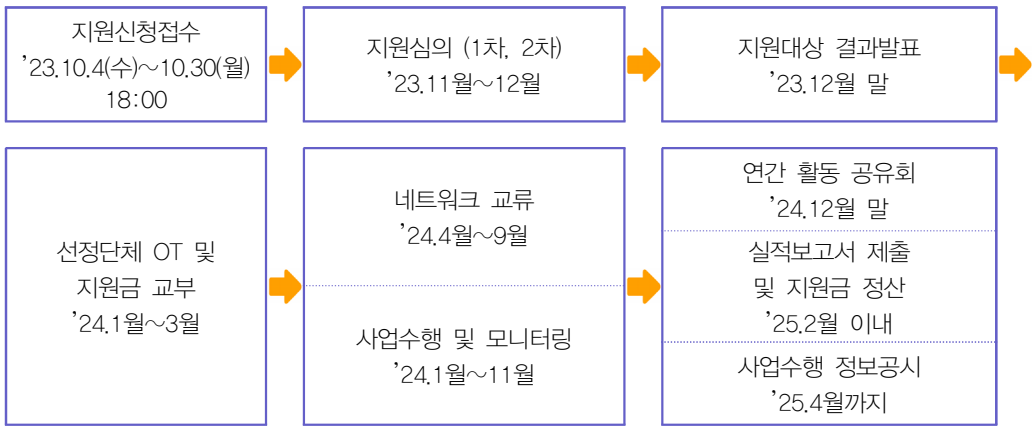 지원신청접수
’23.10.4(수)～10.30(월)
18:00
지원심의 (1차, 2차)
’23.11월～12월
지원대상 결과발표
’23.12월 말
선정단체 OT 및
지원금 교부
’24.1월～3월
네트워크 교류
’24.4월～9월
사업수행 및 모니터링
’24.1월～11월
연간 활동 공유회
’24.12월 말
실적보고서 제출
및 지원금 정산
’25.2월 이내
사업수행 정보공시
’25.4월까지